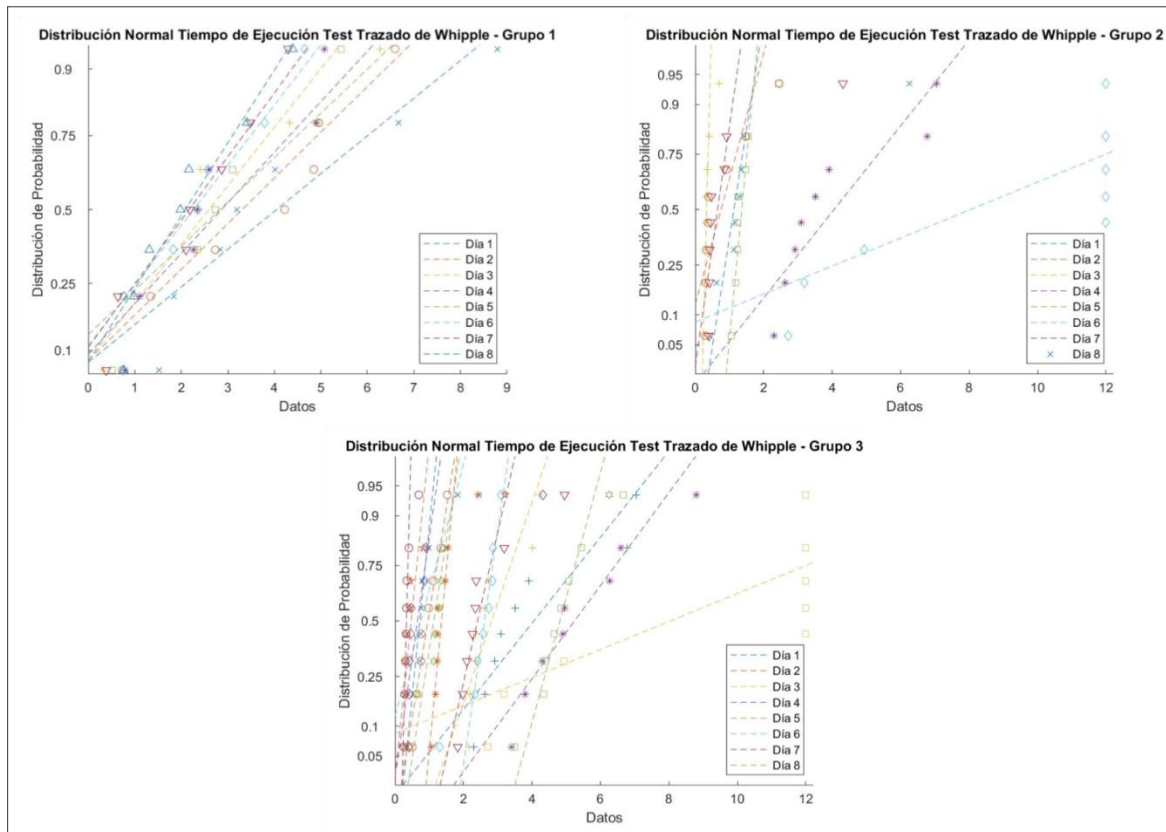 Distribución Normal Tiempo de Ejecución Test Trazado de Whipple - Grupo 1
0.9
0.75
0.5
0.25
0.1
Distribución de Probabilidad
Día 1
Día 2
Día 3
Día 4
Día 5
Día 6
Día 7
Día 8
0 1 2 3 4 5 6 7 8 9
Datos
Distribución Normal Tiempo de Ejecución Test Trazado de Whipple - Grupo 2
0.95
0.9
0.75
0.5
0.25
0.1
0.05
Distribución de Probabilidad
Día 1
Día 2
Día 3
Día 4
Día 5
Día 6
Día 7
Día 8
0 2 4 6 8 10 12
Datos
Distribución Normal Tiempo de Ejecución Test Trazado de Whipple - Grupo 3
0.95
0.9
0.75
0.5
0.25
0.1
0.05
Distribución de Probabilidad
Día 1
Día 2
Día 3
Día 4
Día 5
Día 6
Día 7
Día 8
0 2 4 6 8 10 12
Datos